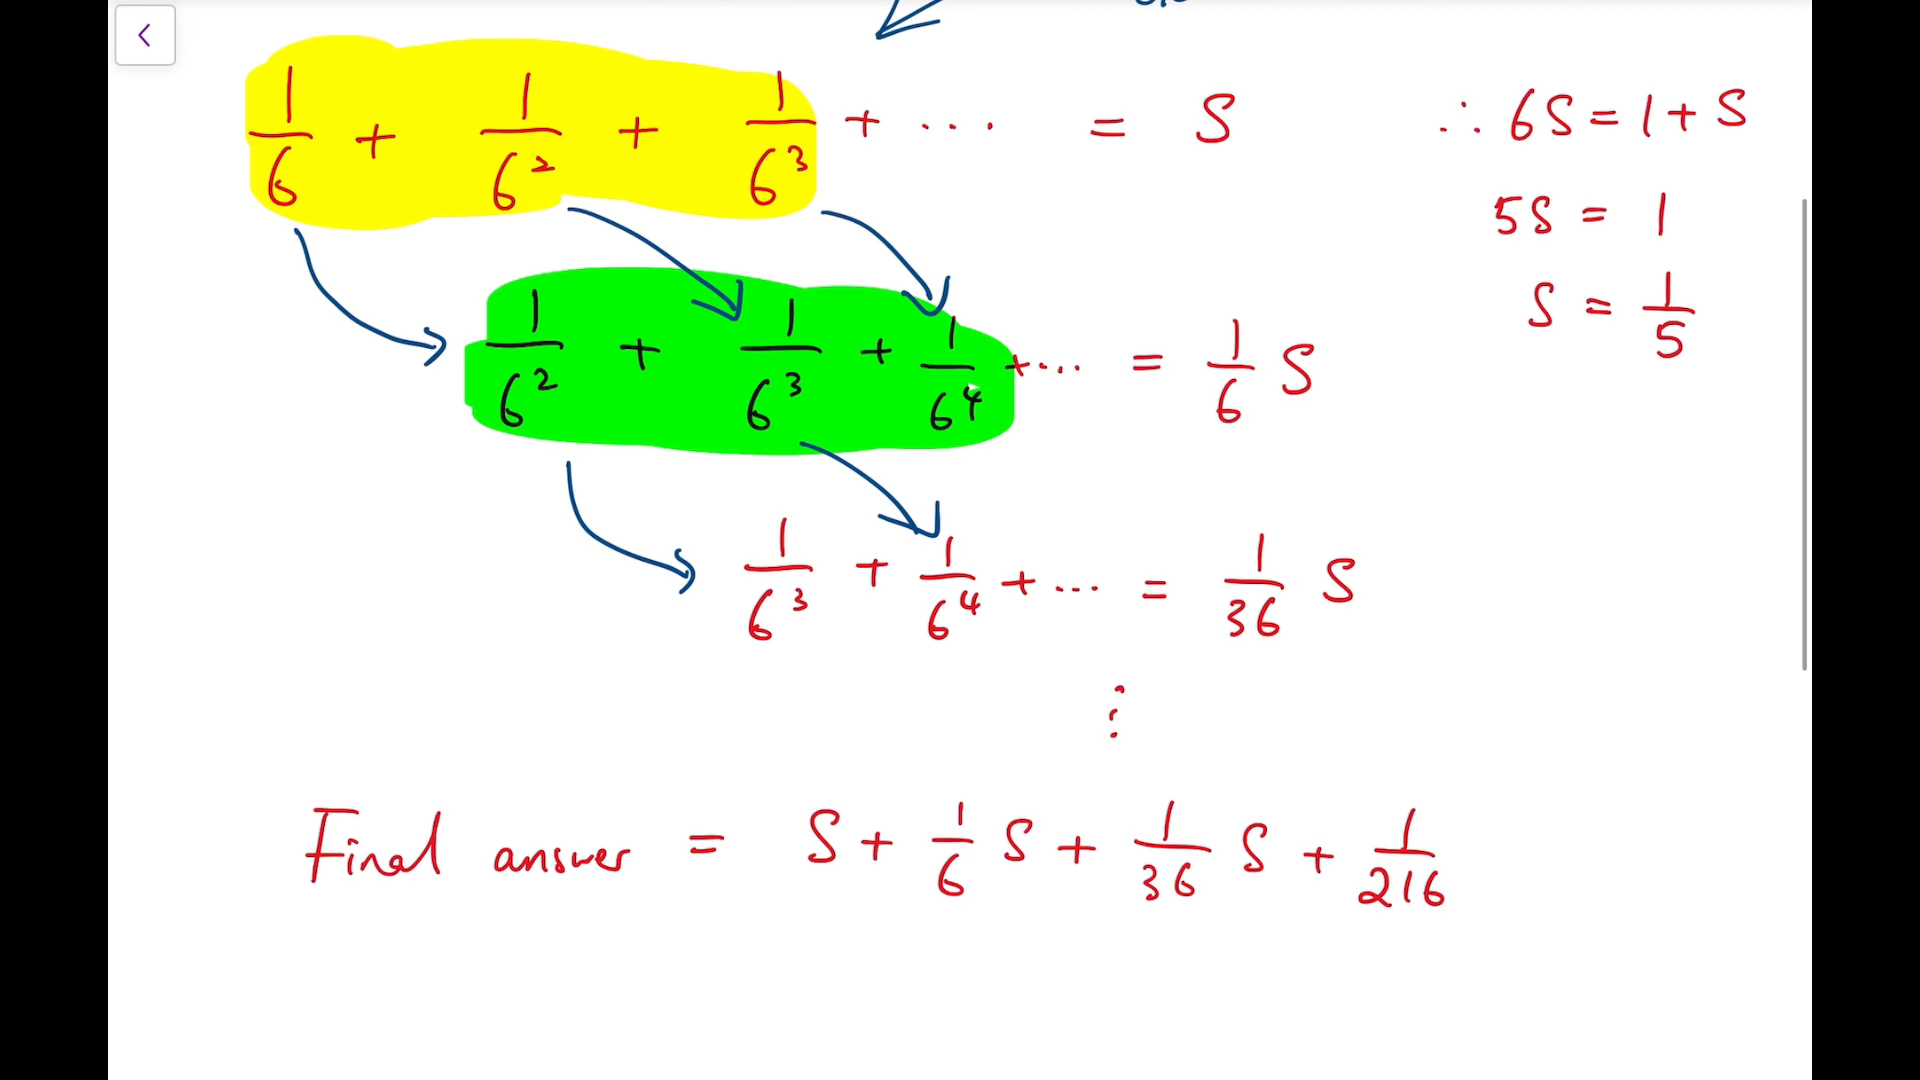 1/6 + 1/6² + 1/6³ + ... = S
∴ 6S = 1 + S
5S = 1
S = 1/5
1/6² + 1/6³ + 1/6⁴ + ... = 1/6 S
1/6³ + 1/6⁴ + ... = 1/36 S
⋮
Final answer = S + 1/6 S + 1/36 S + 1/216